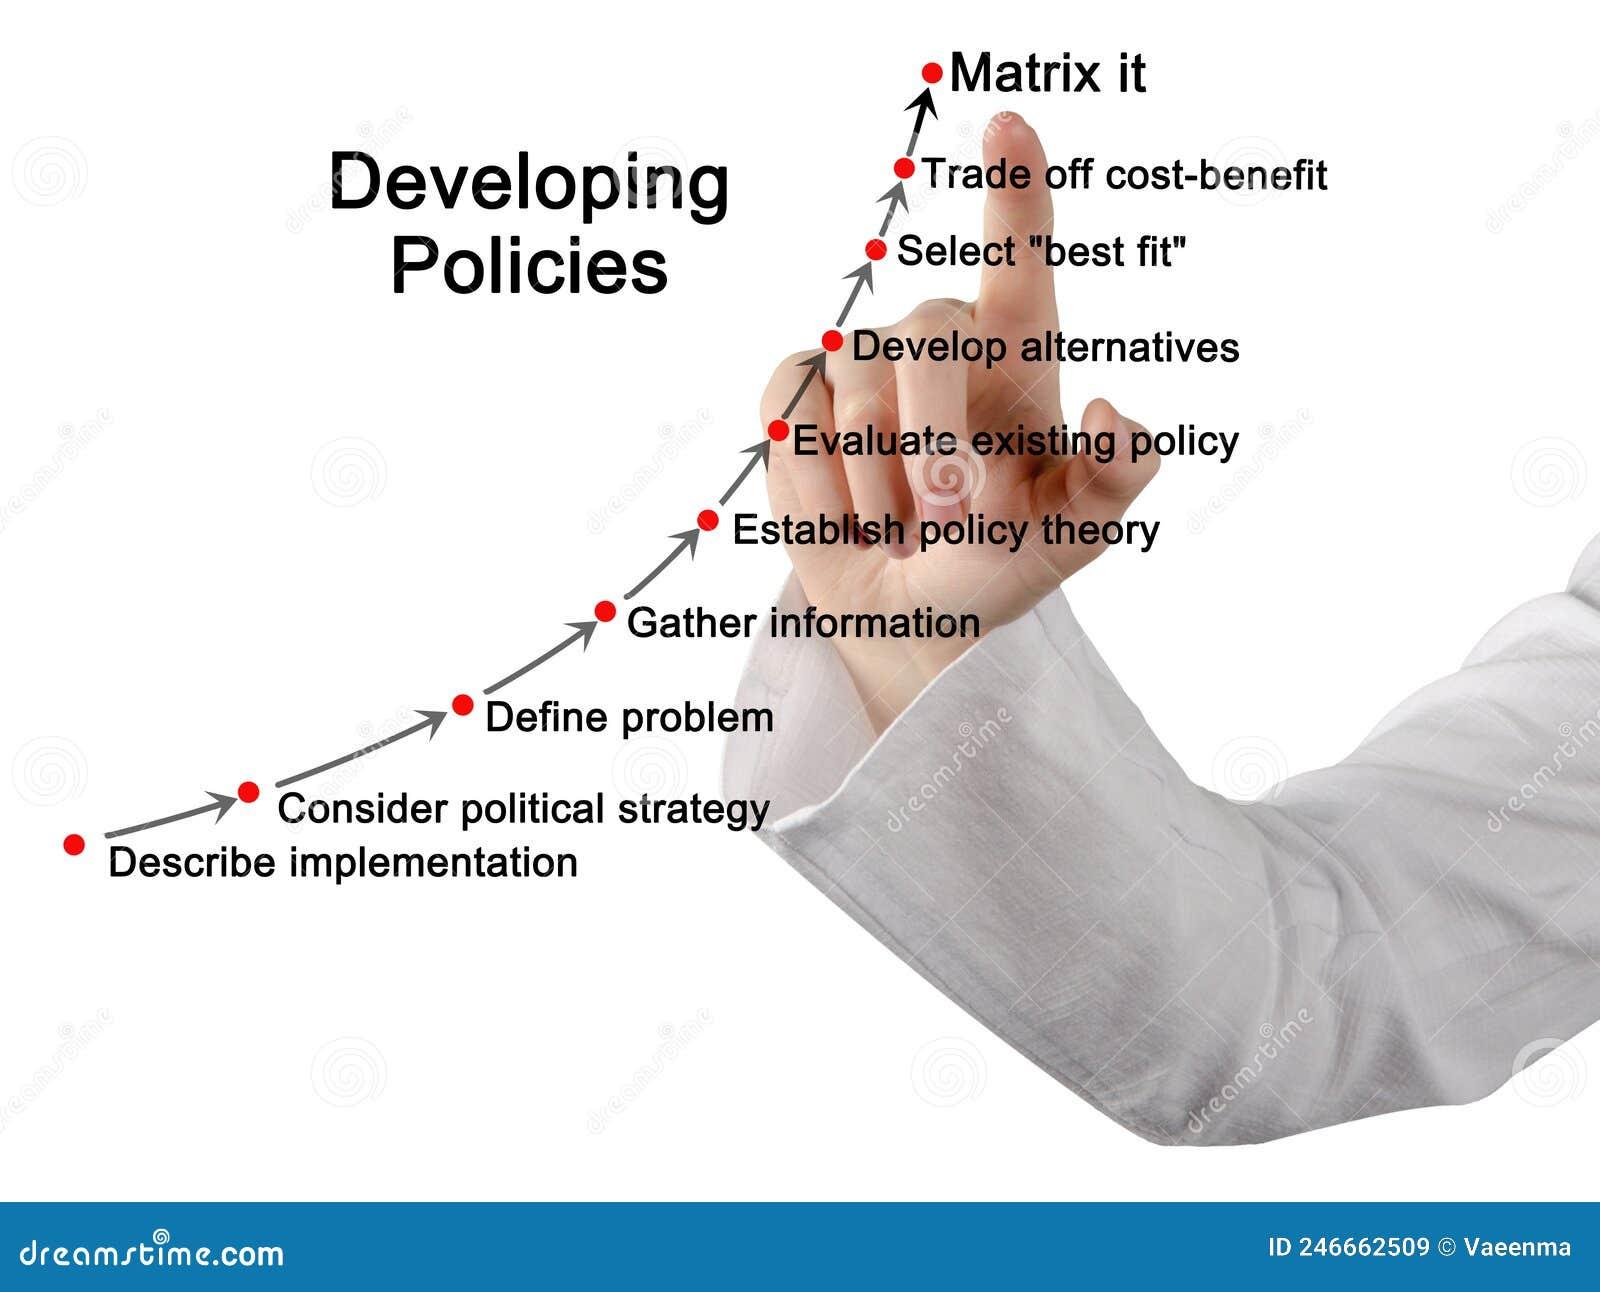 Developing
Policies
Matrix it
Trade off cost-benefit
Select "best fit"
Develop alternatives
Evaluate existing policy
Establish policy theory
Gather information
Define problem
Consider political strategy
Describe implementation
dreamstime.com
ID 246662509 © Vaeenma